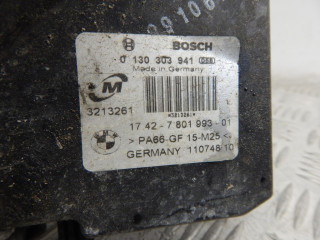 BOSCH
0 130 303 941
Made in Germany
M
3213261
*3213261*
17 42 - 7 801 993 - 01
> PA66-GF 15-M25 <
GERMANY 110746 10